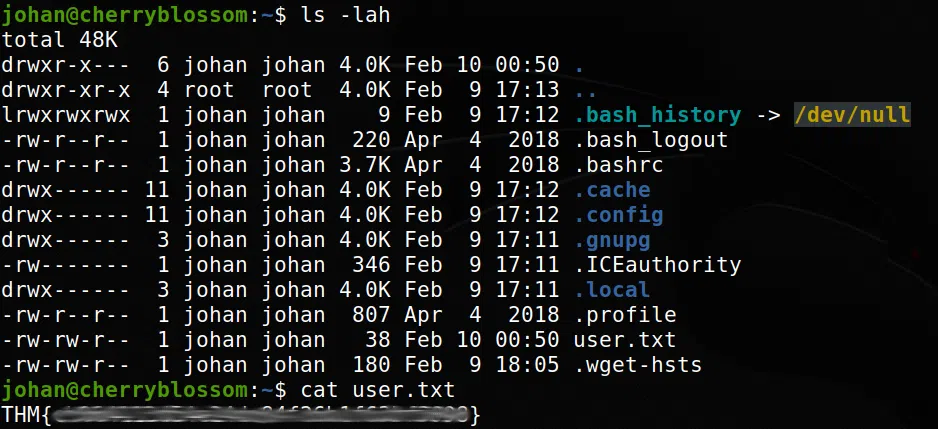 johan@cherryblossom:~$ ls -lah
total 48K
drwxr-x---  6 johan johan 4.0K Feb 10 00:50 .
drwxr-xr-x  4 root  root  4.0K Feb  9 17:13 ..
lrwxrwxrwx  1 johan johan    9 Feb  9 17:12 .bash_history -> /dev/null
-rw-r--r--  1 johan johan  220 Apr  4  2018 .bash_logout
-rw-r--r--  1 johan johan 3.7K Apr  4  2018 .bashrc
drwx------ 11 johan johan 4.0K Feb  9 17:12 .cache
drwx------ 11 johan johan 4.0K Feb  9 17:12 .config
drwx------  3 johan johan 4.0K Feb  9 17:11 .gnupg
-rw-------  1 johan johan  346 Feb  9 17:11 .ICEauthority
drwx------  3 johan johan 4.0K Feb  9 17:11 .local
-rw-r--r--  1 johan johan  807 Apr  4  2018 .profile
-rw-rw-r--  1 johan johan   38 Feb 10 00:50 user.txt
-rw-rw-r--  1 johan johan  180 Feb  9 18:05 .wget-hsts
johan@cherryblossom:~$ cat user.txt
THM{ }